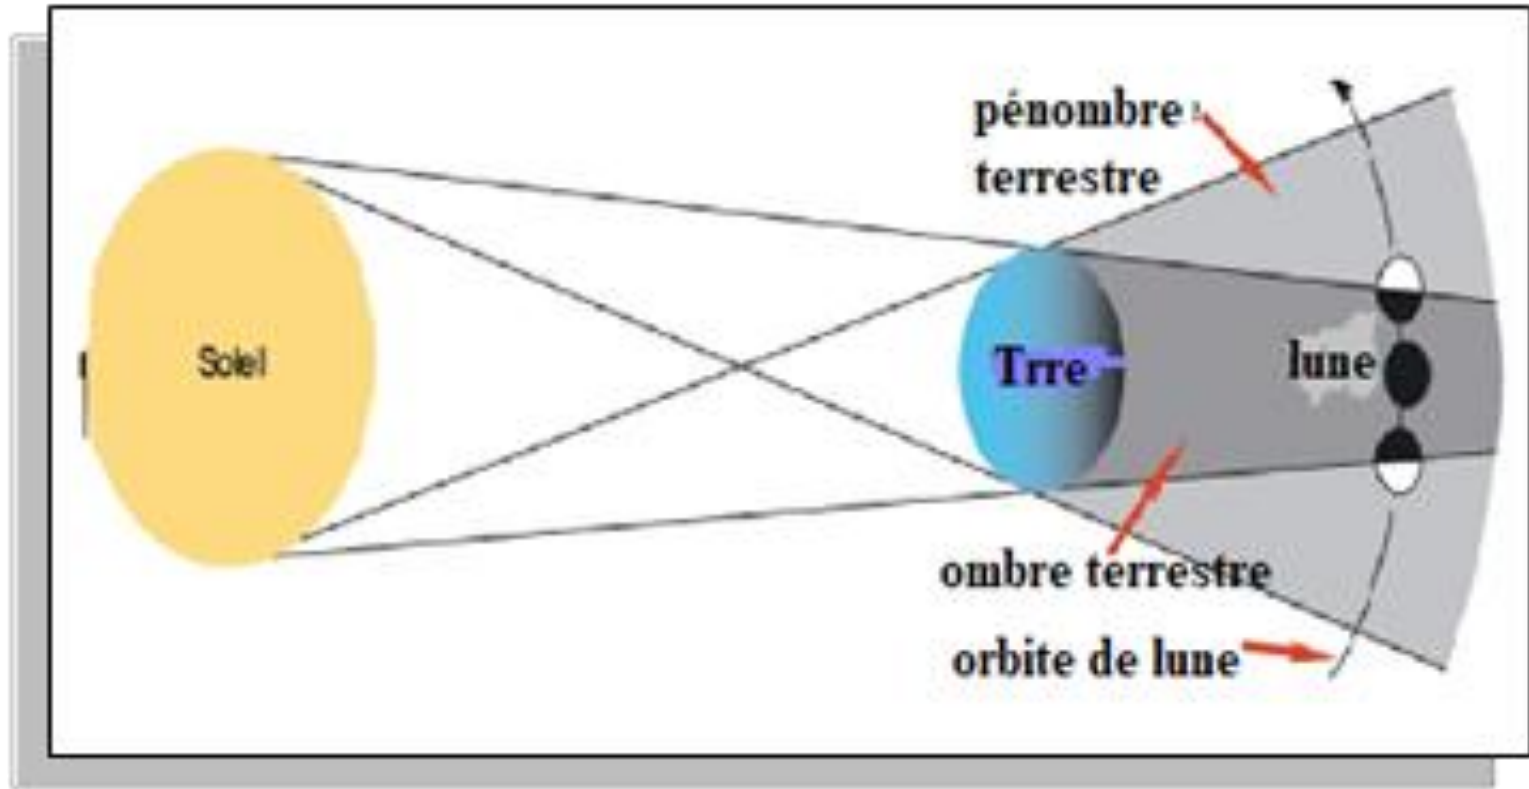 pénombre
terrestre
Soleil
Trre
lune
ombre terrestre
orbite de lune